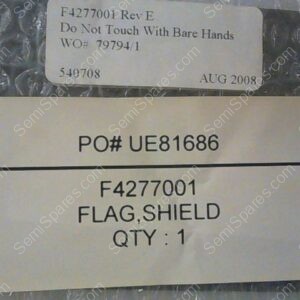 F4277001 Rev E
Do Not Touch With Bare Hands
WO# 79794/1
540708 AUG 2008
PO# UE81686
F4277001
FLAG,SHIELD
QTY : 1